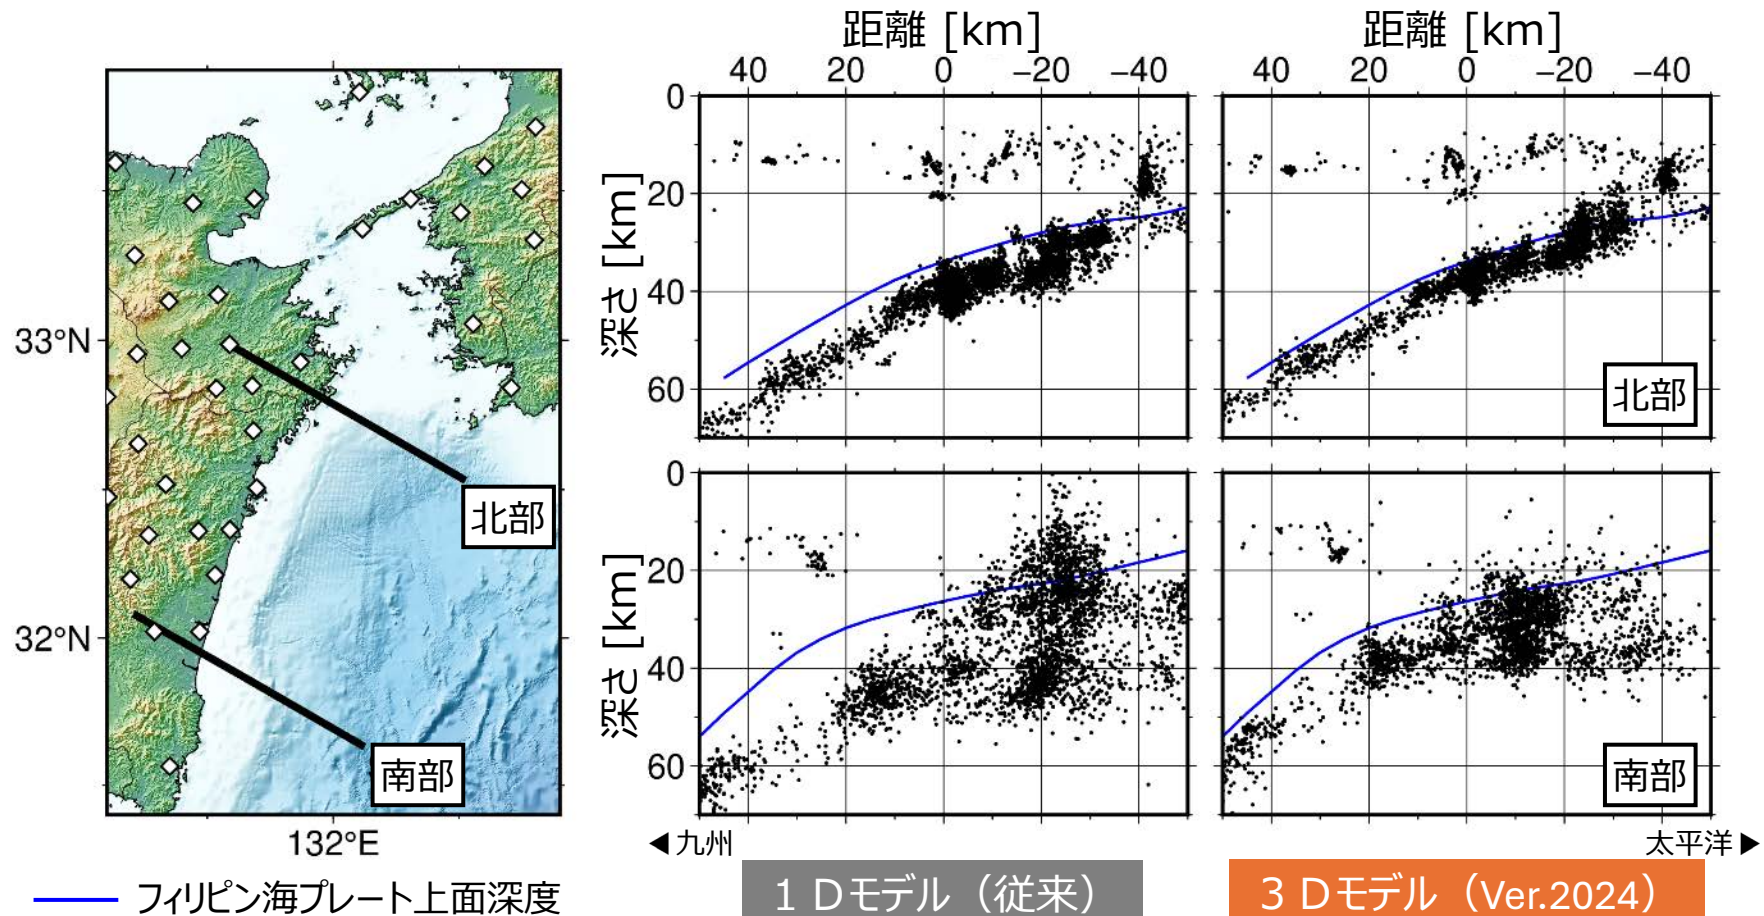 距離 [km]
距離 [km]
40 20 0 −20 −40
40 20 0 −20 −40
0
20
40
60
深さ [km]
北部
0
20
40
60
深さ [km]
南部
33°N
32°N
132°E
北部
南部
◀九州
太平洋▶
フィリピン海プレート上面深度
1 Dモデル（従来）
3 Dモデル（Ver.2024）